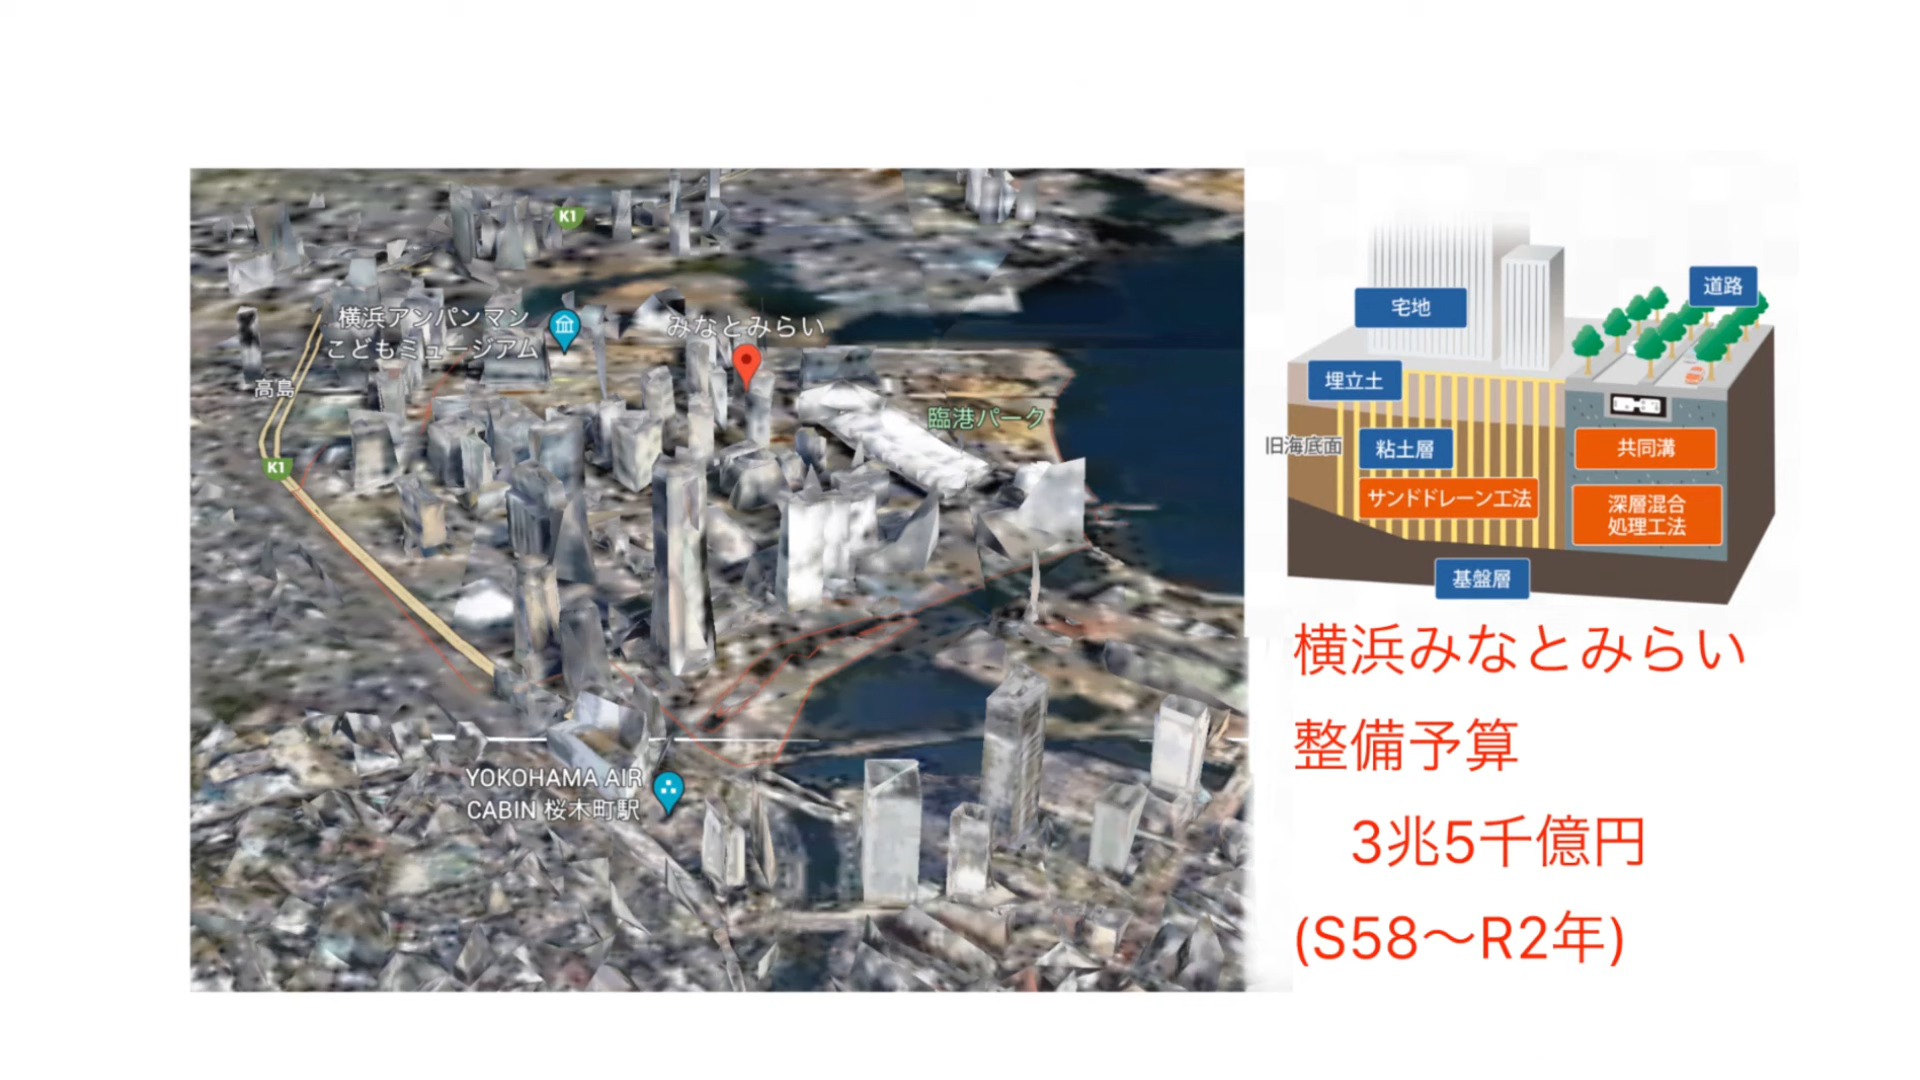 K1
横浜アンパンマン
こどもミュージアム
みなとみらい
高島
臨港パーク
K1
YOKOHAMA AIR
CABIN 桜木町駅
道路
宅地
埋立土
旧海底面
粘土層
共同溝
サンドドレーン工法
深層混合
処理工法
基盤層
横浜みなとみらい
整備予算
3兆5千億円
(S58～R2年)